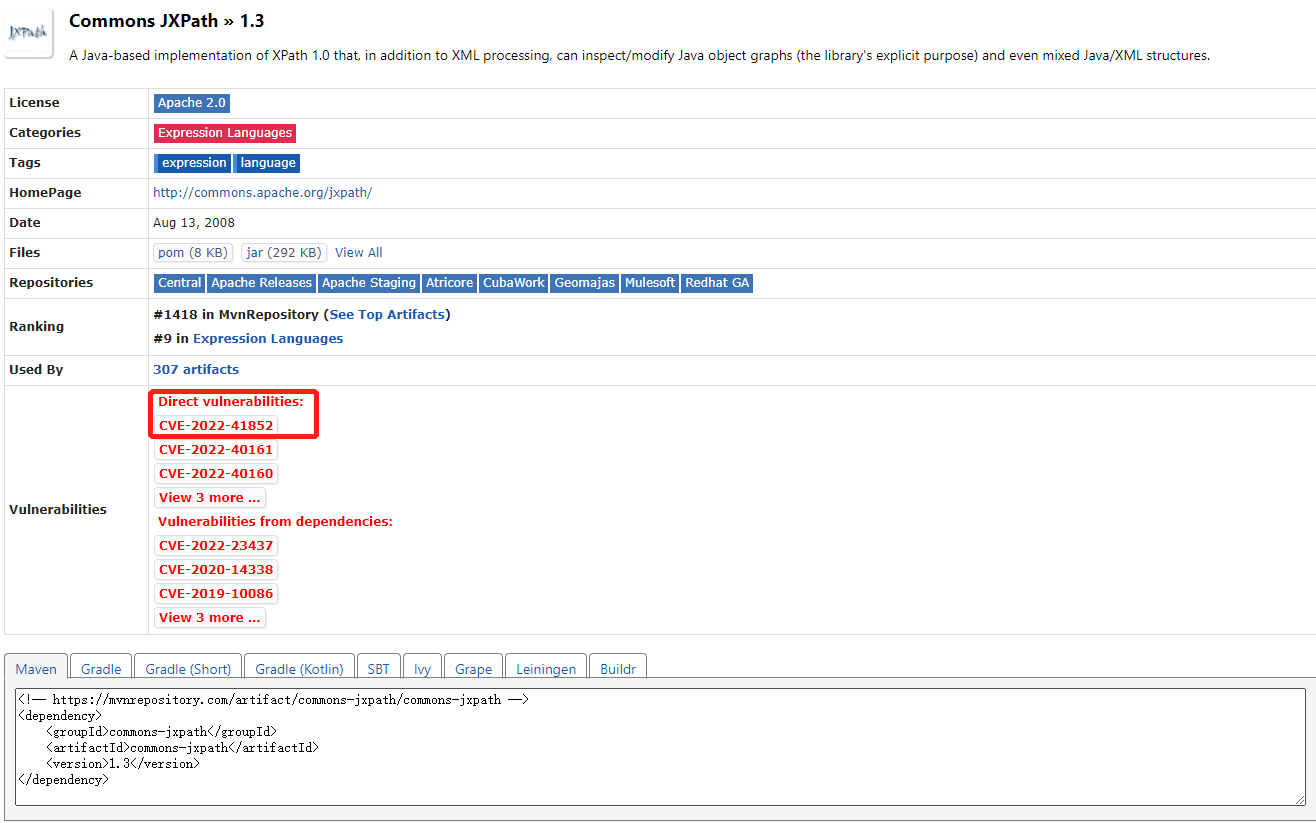 JXPath
Commons JXPath » 1.3
A Java-based implementation of XPath 1.0 that, in addition to XML processing, can inspect/modify Java object graphs (the library's explicit purpose) and even mixed Java/XML structures.
License Apache 2.0
Categories Expression Languages
Tags expression language
HomePage http://commons.apache.org/jxpath/
Date Aug 13, 2008
Files pom (8 KB) jar (292 KB) View All
Repositories Central Apache Releases Apache Staging Atricore CubaWork Geomajas Mulesoft Redhat GA
Ranking
#1418 in MvnRepository (See Top Artifacts)
#9 in Expression Languages
Used By 307 artifacts
Vulnerabilities
Direct vulnerabilities:
CVE-2022-41852
CVE-2022-40161
CVE-2022-40160
View 3 more ...
Vulnerabilities from dependencies:
CVE-2022-23437
CVE-2020-14338
CVE-2019-10086
View 3 more ...
Maven Gradle Gradle (Short) Gradle (Kotlin) SBT Ivy Grape Leiningen Buildr
<!-- https://mvnrepository.com/artifact/commons-jxpath/commons-jxpath -->
<dependency>
    <groupId>commons-jxpath</groupId>
    <artifactId>commons-jxpath</artifactId>
    <version>1.3</version>
</dependency>